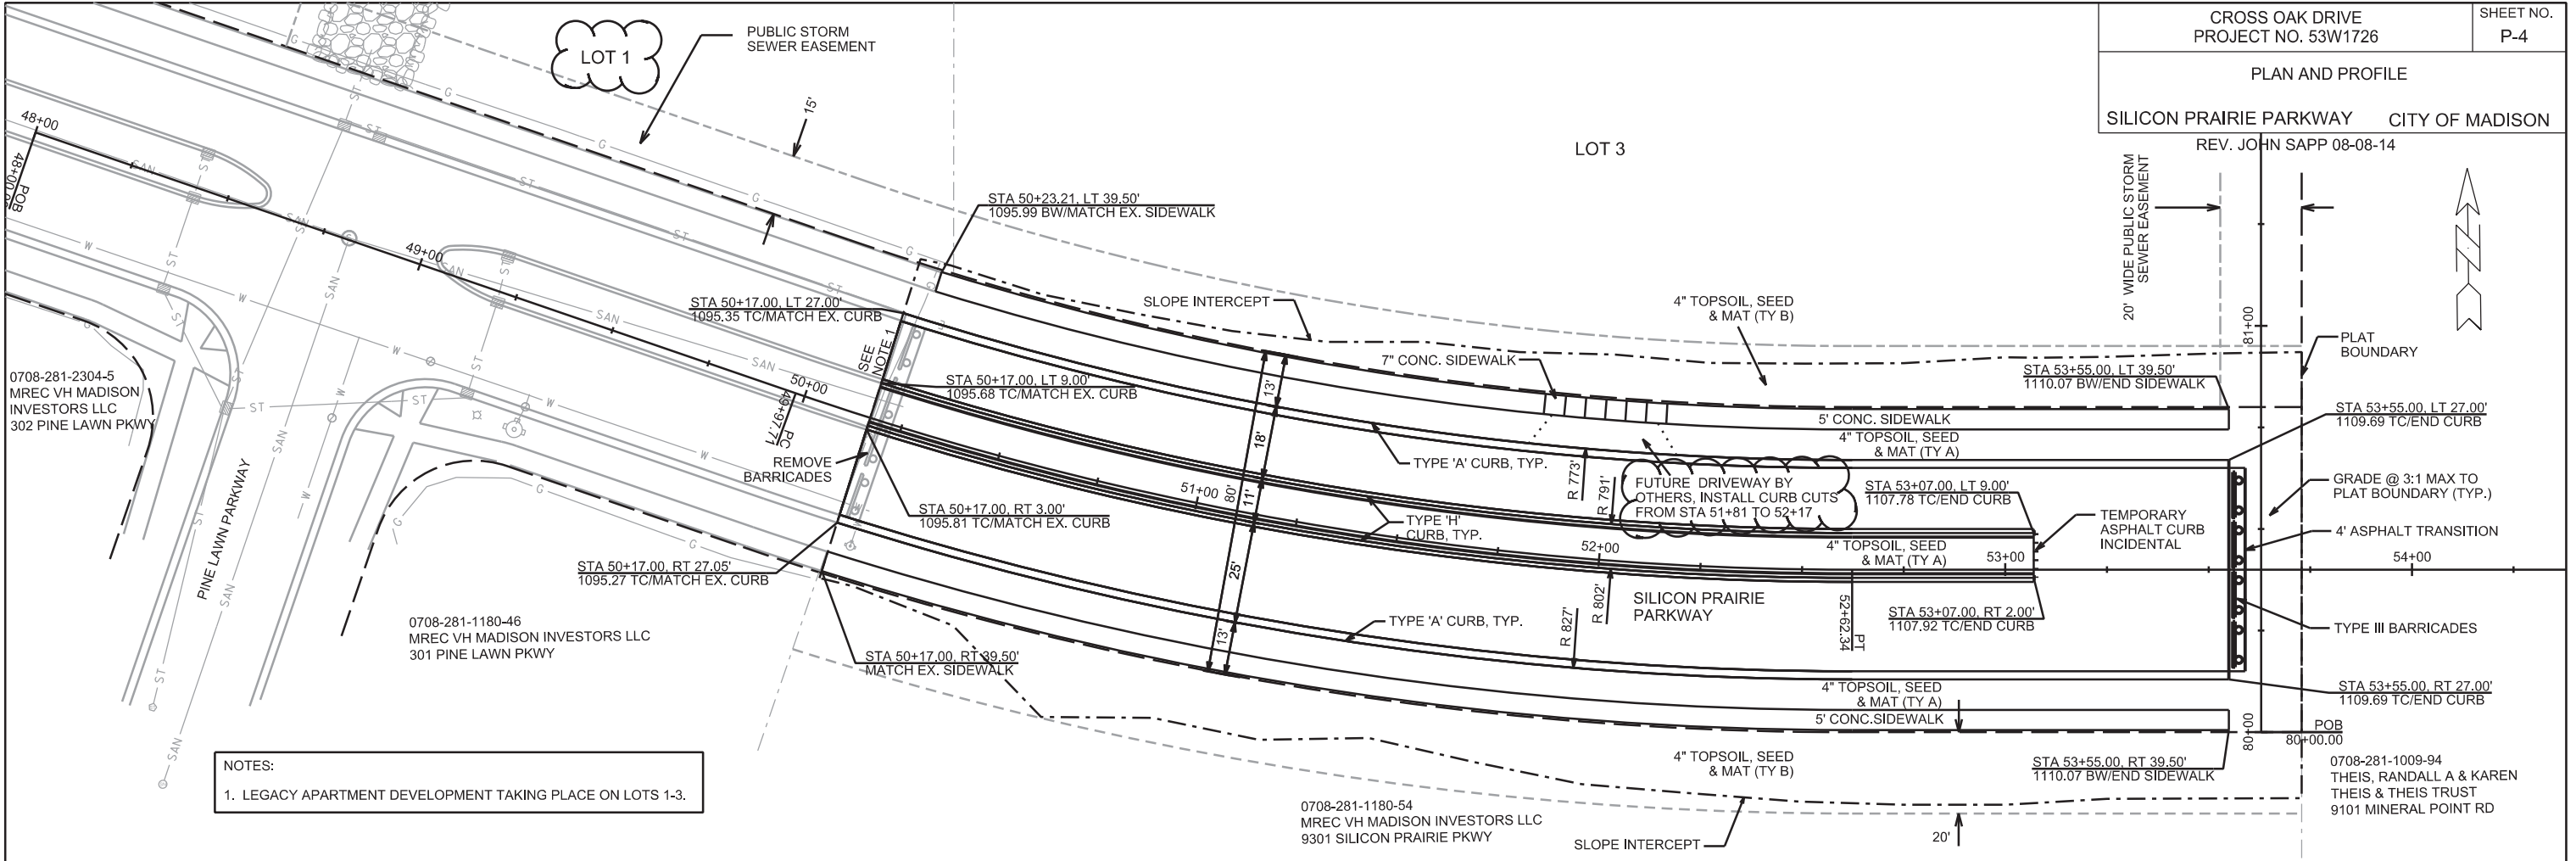 CROSS OAK DRIVE
PROJECT NO. 53W1726
SHEET NO.
P-4
PLAN AND PROFILE
SILICON PRAIRIE PARKWAY
CITY OF MADISON
REV. JOHN SAPP 08-08-14
LOT 1
PUBLIC STORM
SEWER EASEMENT
15'
LOT 3
20' WIDE PUBLIC STORM
SEWER EASEMENT
48+00
POB
49+00
50+00
49+97.71
PC
51+00
52+00
52+62.34
PT
53+00
54+00
81+00
80+00
POB
80+00.00
STA 50+23.21, LT 39.50'
1095.99 BW/MATCH EX. SIDEWALK
STA 50+17.00, LT 27.00'
1095.35 TC/MATCH EX. CURB
SEE
NOTE 1
STA 50+17.00, LT 9.00'
1095.68 TC/MATCH EX. CURB
REMOVE
BARRICADES
STA 50+17.00, RT 3.00'
1095.81 TC/MATCH EX. CURB
STA 50+17.00, RT 27.05'
1095.27 TC/MATCH EX. CURB
STA 50+17.00, RT 39.50'
MATCH EX. SIDEWALK
SLOPE INTERCEPT
4" TOPSOIL, SEED
& MAT (TY B)
7" CONC. SIDEWALK
13'
18'
80'
11'
25'
13'
TYPE 'A' CURB, TYP.
TYPE 'H'
CURB, TYP.
TYPE 'A' CURB, TYP.
R 773'
R 791'
R 802'
R 827'
FUTURE DRIVEWAY BY
OTHERS, INSTALL CURB CUTS
FROM STA 51+81 TO 52+17
5' CONC. SIDEWALK
4" TOPSOIL, SEED
& MAT (TY A)
STA 53+55.00, LT 39.50'
1110.07 BW/END SIDEWALK
STA 53+07.00, LT 9.00'
1107.78 TC/END CURB
4" TOPSOIL, SEED
& MAT (TY A)
SILICON PRAIRIE
PARKWAY
STA 53+07.00, RT 2.00'
1107.92 TC/END CURB
TEMPORARY
ASPHALT CURB
INCIDENTAL
PLAT
BOUNDARY
STA 53+55.00, LT 27.00'
1109.69 TC/END CURB
GRADE @ 3:1 MAX TO
PLAT BOUNDARY (TYP.)
4' ASPHALT TRANSITION
TYPE III BARRICADES
STA 53+55.00, RT 27.00'
1109.69 TC/END CURB
4" TOPSOIL, SEED
& MAT (TY A)
5' CONC.SIDEWALK
4" TOPSOIL, SEED
& MAT (TY B)
STA 53+55.00, RT 39.50'
1110.07 BW/END SIDEWALK
SLOPE INTERCEPT
20'
0708-281-1009-94
THEIS, RANDALL A & KAREN
THEIS & THEIS TRUST
9101 MINERAL POINT RD
0708-281-1180-54
MREC VH MADISON INVESTORS LLC
9301 SILICON PRAIRIE PKWY
0708-281-2304-5
MREC VH MADISON
INVESTORS LLC
302 PINE LAWN PKWY
PINE LAWN PARKWAY
0708-281-1180-46
MREC VH MADISON INVESTORS LLC
301 PINE LAWN PKWY
NOTES:
1. LEGACY APARTMENT DEVELOPMENT TAKING PLACE ON LOTS 1-3.